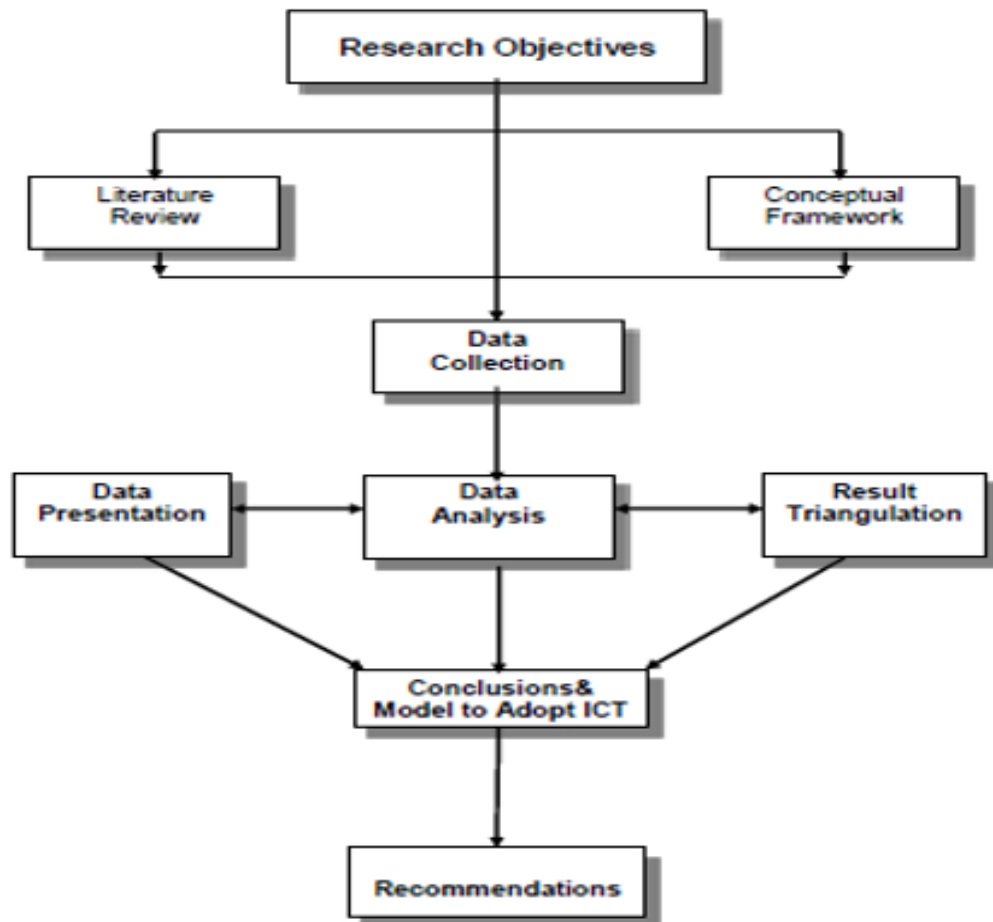 Research Objectives
Literature
Review
Conceptual
Framework
Data
Collection
Data
Presentation
Data
Analysis
Result
Triangulation
Conclusions&
Model to Adopt ICT
Recommendations